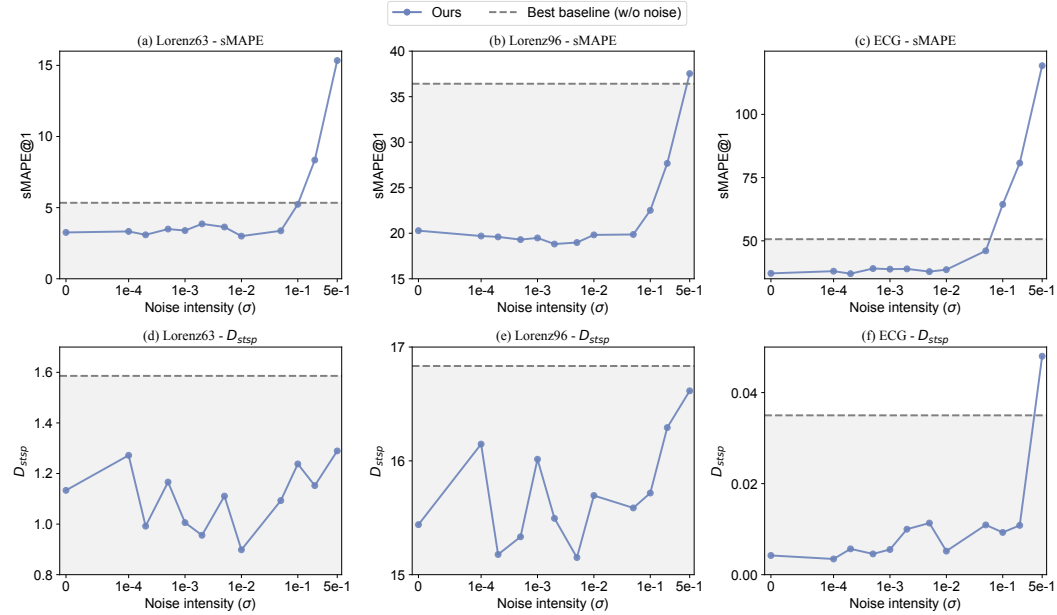 Ours Best baseline (w/o noise)
(a) Lorenz63 - sMAPE
15
10
5
0
sMAPE@1
0 1e-4 1e-3 1e-2 1e-1 5e-1
Noise intensity (σ)
(b) Lorenz96 - sMAPE
40
35
30
25
20
15
sMAPE@1
0 1e-4 1e-3 1e-2 1e-1 5e-1
Noise intensity (σ)
(c) ECG - sMAPE
100
75
50
sMAPE@1
0 1e-4 1e-3 1e-2 1e-1 5e-1
Noise intensity (σ)
(d) Lorenz63 - Dstsp
1.6
1.4
1.2
1.0
0.8
Dstsp
0 1e-4 1e-3 1e-2 1e-1 5e-1
Noise intensity (σ)
(e) Lorenz96 - Dstsp
17
16
15
Dstsp
0 1e-4 1e-3 1e-2 1e-1 5e-1
Noise intensity (σ)
(f) ECG - Dstsp
0.04
0.02
0.00
Dstsp
0 1e-4 1e-3 1e-2 1e-1 5e-1
Noise intensity (σ)